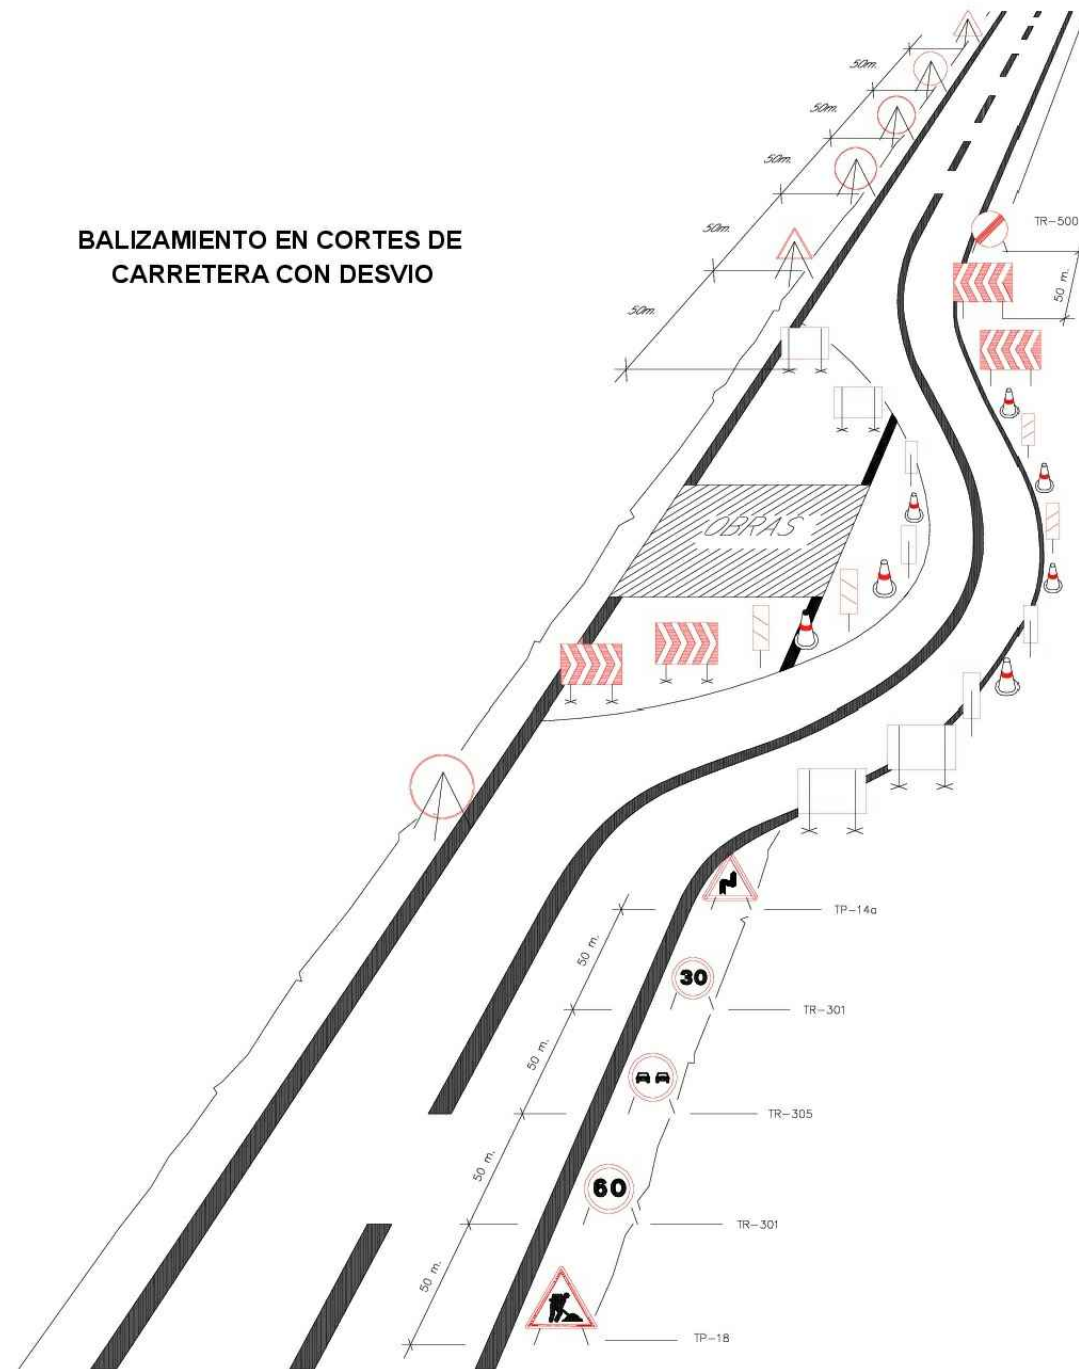 50m.
50m.
50m.
50m.
50m.
BALIZAMIENTO EN CORTES DE
CARRETERA CON DESVIO
TR-500
50 m.
OBRAS
TP-14a
50 m.
30
TR-301
50 m.
TR-305
50 m.
60
TR-301
50 m.
TP-18